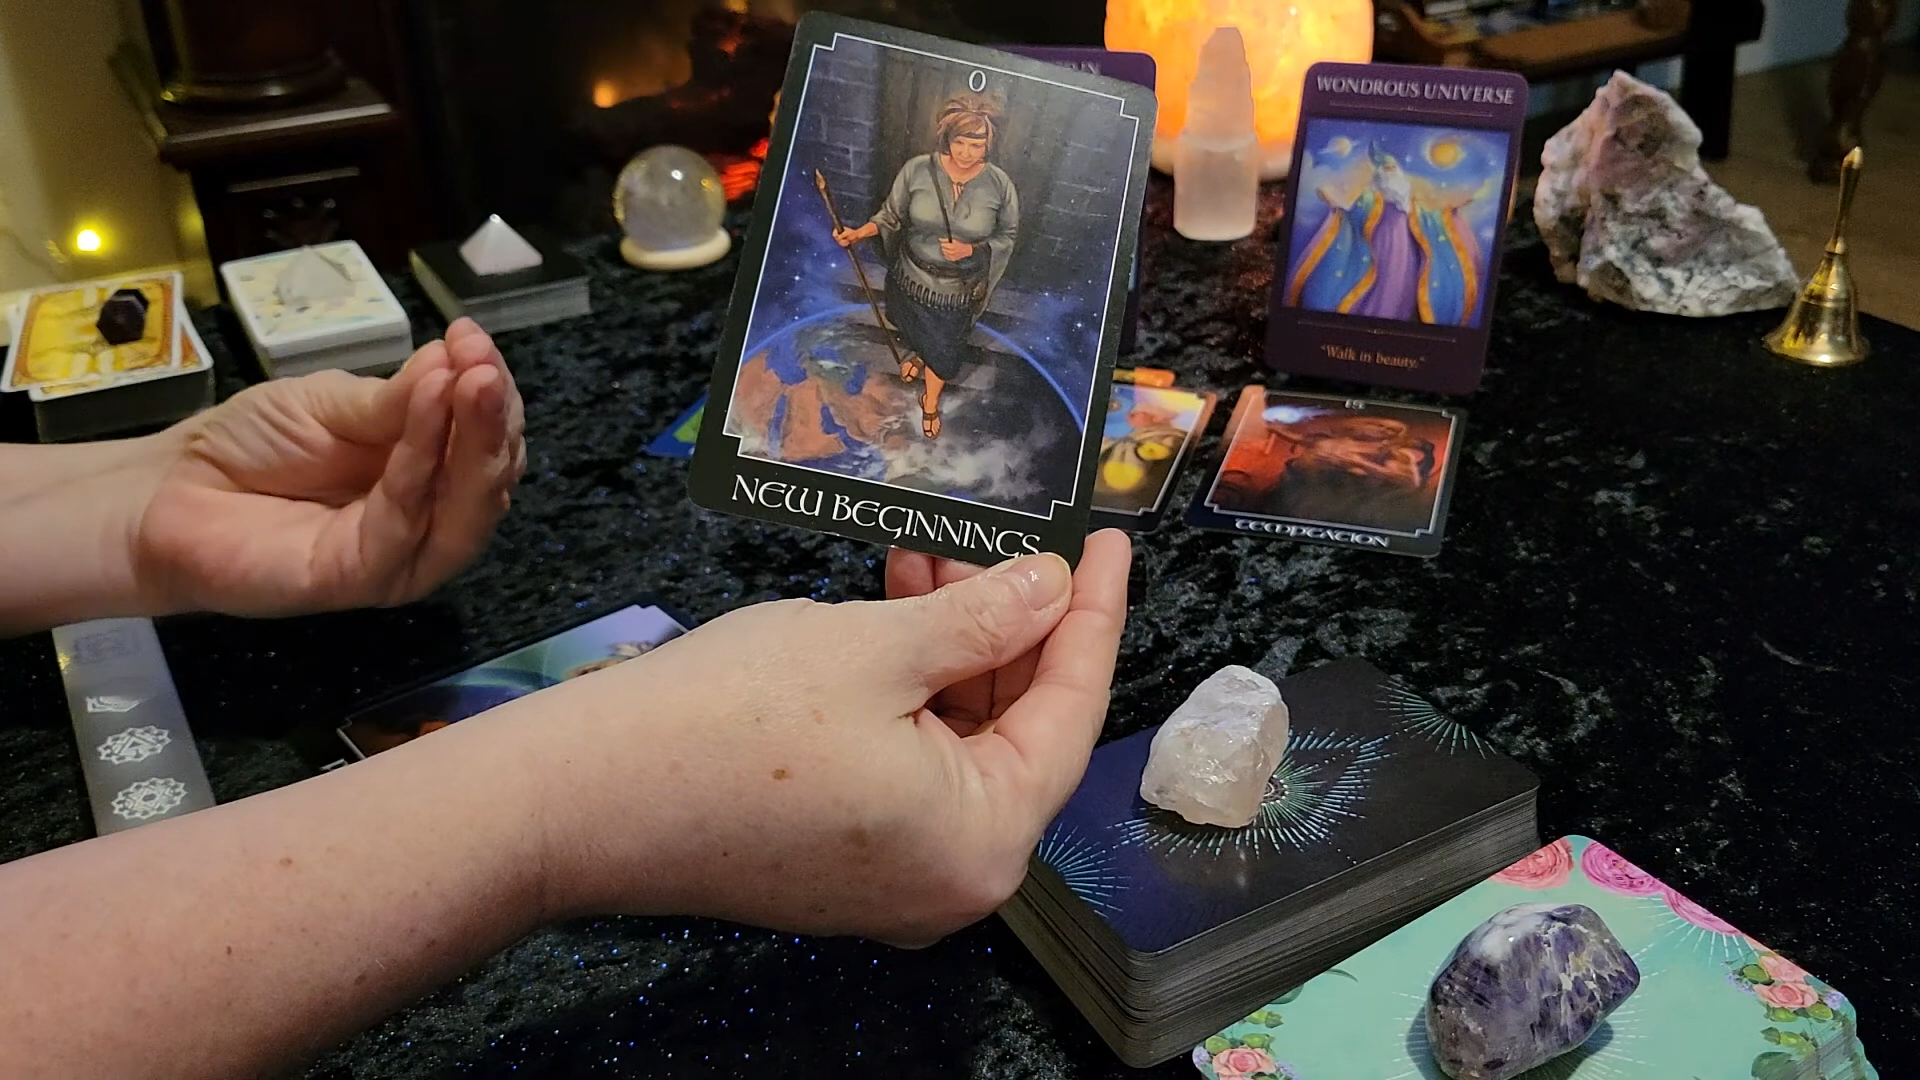 0
NEW BEGINNINGS
WONDROUS UNIVERSE
"Walk in beauty."
TEMPTATION